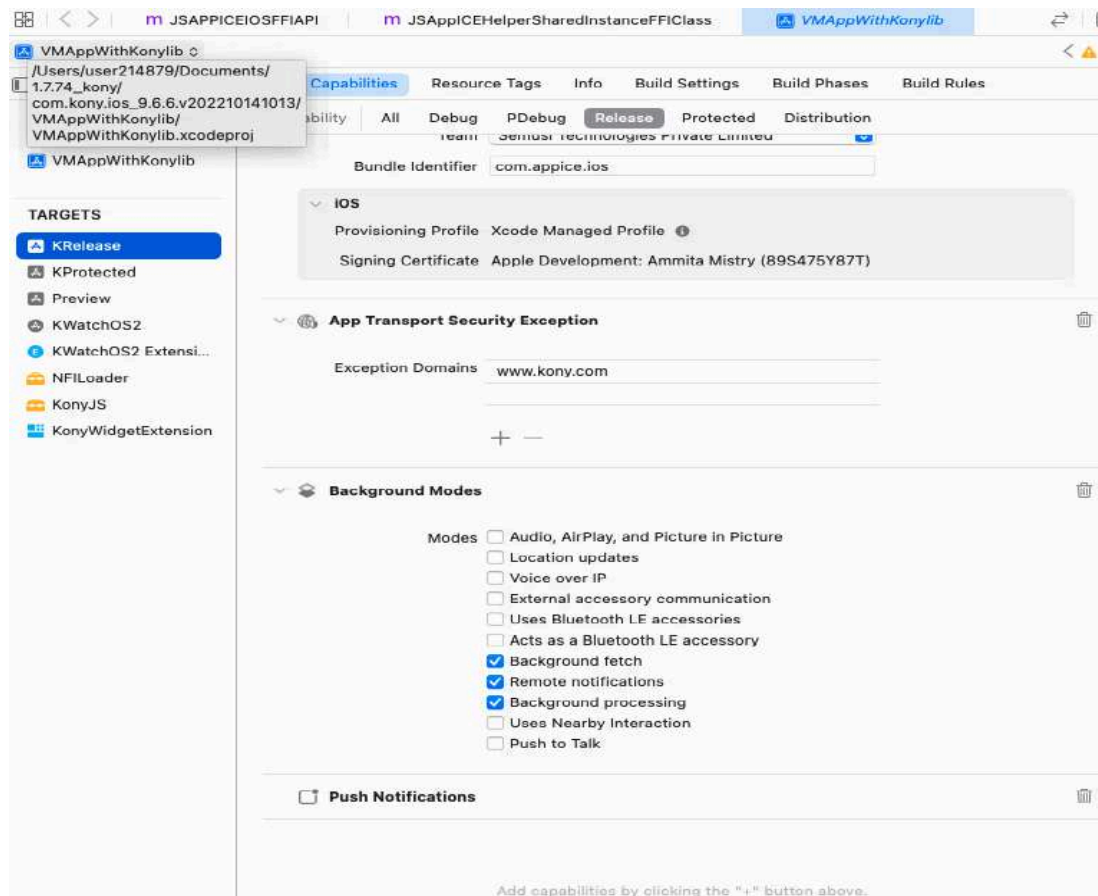 JSAPPICEIOSFFIAPI
JSAppICEHelperSharedInstanceFFIClass
VMAppWithKonylib
VMAppWithKonylib
/Users/user214879/Documents/
1.7.74_kony/
com.kony.ios_9.6.6.v202210141013/
VMAppWithKonylib/
VMAppWithKonylib.xcodeproj
Capabilities Resource Tags Info Build Settings Build Phases Build Rules
All Debug PDebug Release Protected Distribution
VMAppWithKonylib
TARGETS
KRelease
KProtected
Preview
KWatchOS2
KWatchOS2 Extensi...
NFILoader
KonyJS
KonyWidgetExtension
Team Semusi Technologies Private Limited
Bundle Identifier com.appice.ios
iOS
Provisioning Profile Xcode Managed Profile
Signing Certificate Apple Development: Ammita Mistry (89S475Y87T)
App Transport Security Exception
Exception Domains www.kony.com
Background Modes
Modes Audio, AirPlay, and Picture in Picture
Location updates
Voice over IP
External accessory communication
Uses Bluetooth LE accessories
Acts as a Bluetooth LE accessory
Background fetch
Remote notifications
Background processing
Uses Nearby Interaction
Push to Talk
Push Notifications
Add capabilities by clicking the "+" button above.